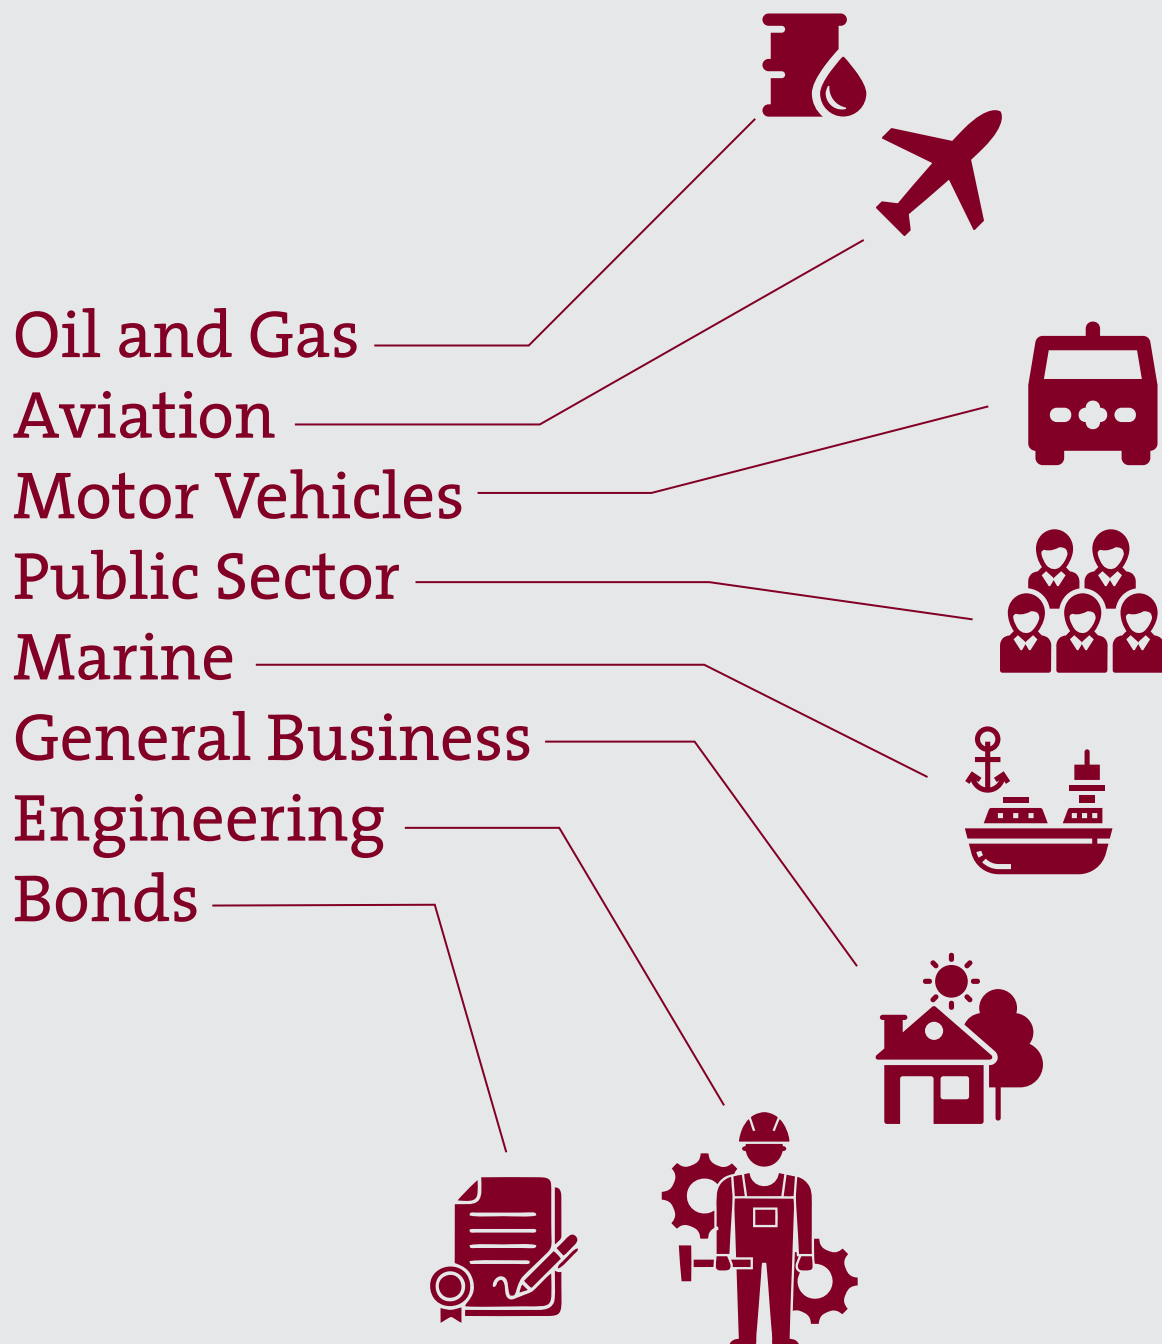 Oil and Gas
Aviation
Motor Vehicles
Public Sector
Marine
General Business
Engineering
Bonds